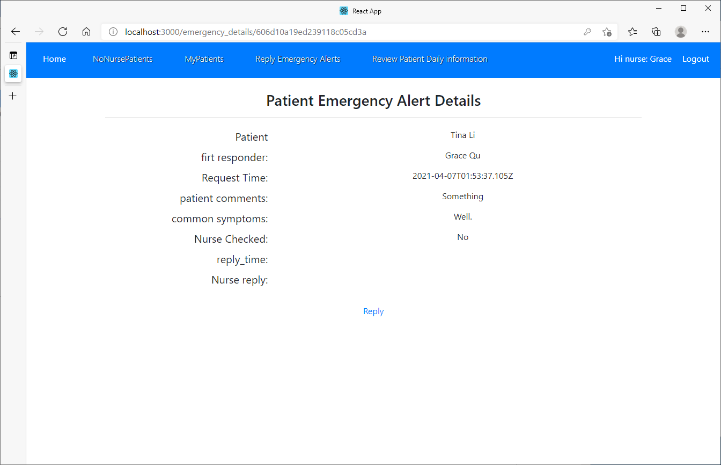 React App
localhost:3000/emergency_details/606d10a19ed239118c05cd3a
Home NoNursePatients MyPatients Reply Emergency Alerts Review Patient Daily Information Hi nurse: Grace Logout
Patient Emergency Alert Details
Patient Tina Li
firt responder: Grace Qu
Request Time: 2021-04-07T01:53:37.105Z
patient comments: Something
common symptoms: Well.
Nurse Checked: No
reply_time:
Nurse reply:
Reply